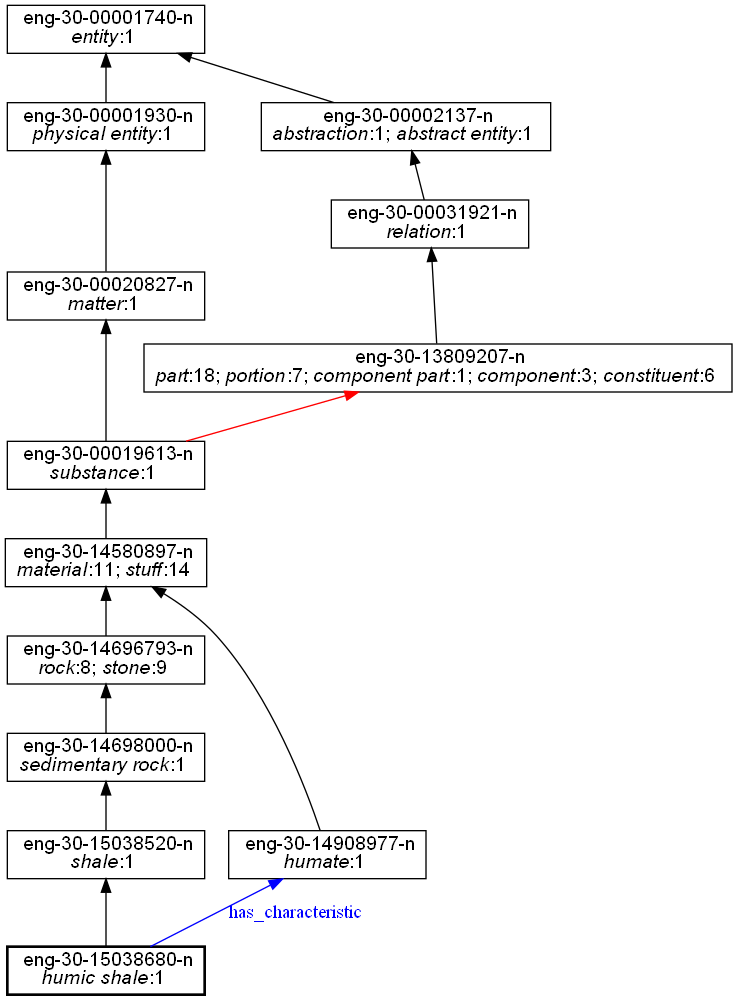 eng-30-00001740-n
entity:1
eng-30-00001930-n
physical entity:1
eng-30-00002137-n
abstraction:1; abstract entity:1
eng-30-00031921-n
relation:1
eng-30-00020827-n
matter:1
eng-30-13809207-n
part:18; portion:7; component part:1; component:3; constituent:6
eng-30-00019613-n
substance:1
eng-30-14580897-n
material:11; stuff:14
eng-30-14696793-n
rock:8; stone:9
eng-30-14698000-n
sedimentary rock:1
eng-30-15038520-n
shale:1
eng-30-14908977-n
humate:1
has_characteristic
eng-30-15038680-n
humic shale:1